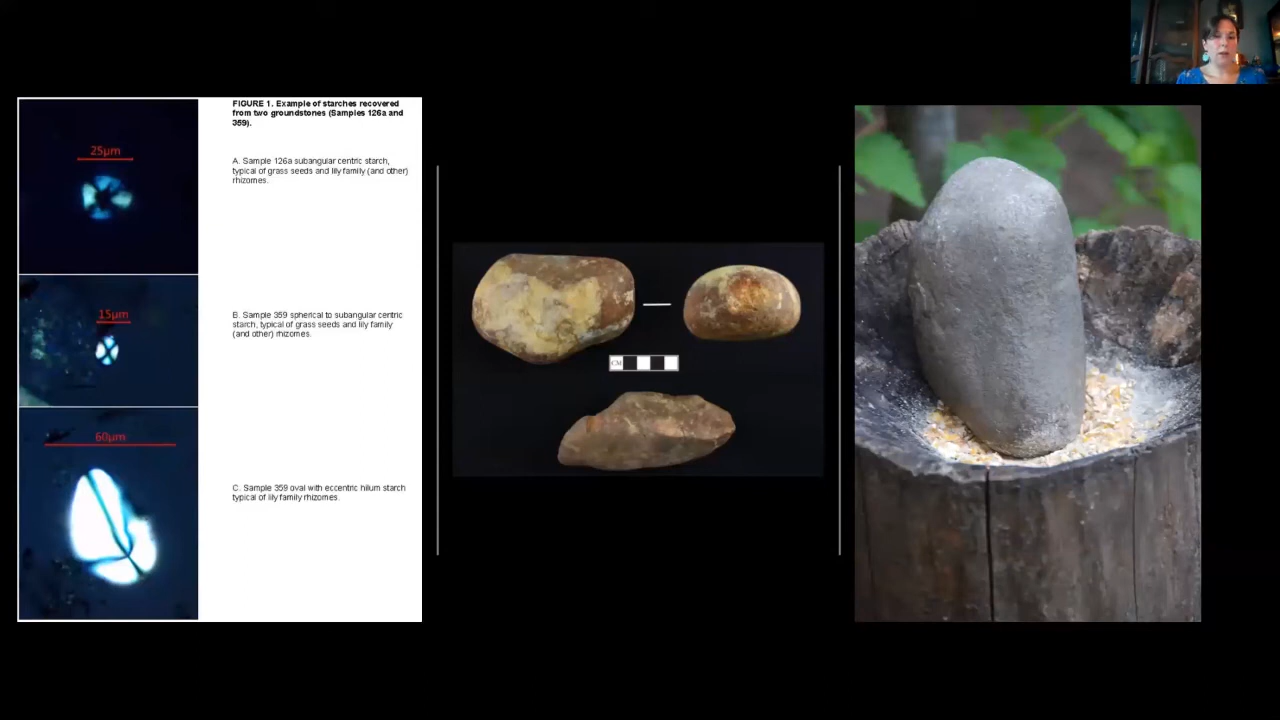 FIGURE 1. Example of starches recovered
from two groundstones (Samples 126a and
359).
25µm
A. Sample 126a subangular centric starch,
typical of grass seeds and lily family (and other)
rhizomes.
15µm
B. Sample 359 spherical to subangular centric
starch, typical of grass seeds and lily family
(and other) rhizomes.
60µm
C. Sample 359 oval with eccentric hilum starch
typical of lily family rhizomes.
CM